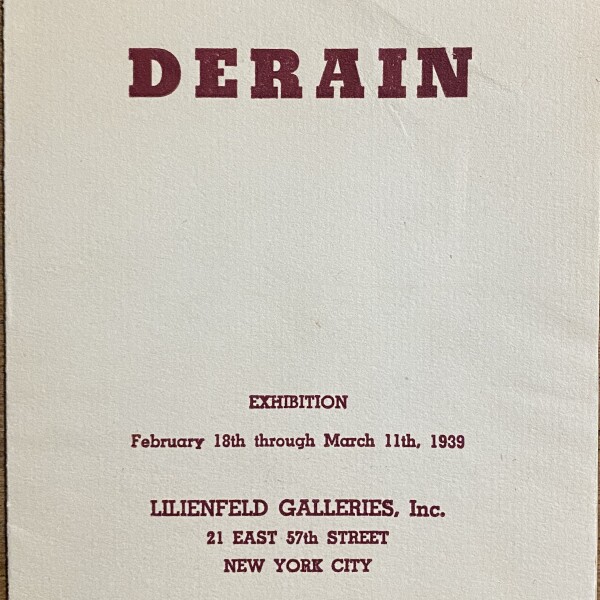 DERAIN
EXHIBITION
February 18th through March 11th, 1939
LILIENFELD GALLERIES, Inc.
21 EAST 57th STREET
NEW YORK CITY